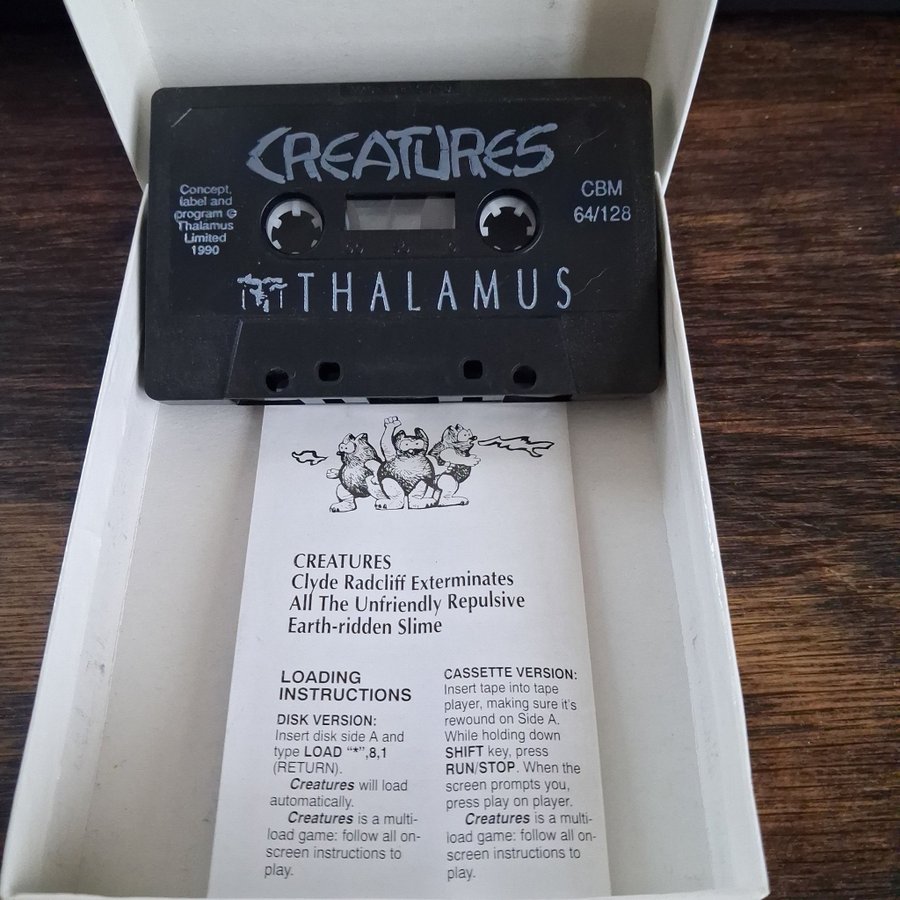 CREATURES
Concept,
label and
program ©
Thalamus
Limited
1990
CBM
64/128
THALAMUS
CREATURES
Clyde Radcliff Exterminates
All The Unfriendly Repulsive
Earth-ridden Slime
LOADING
INSTRUCTIONS
DISK VERSION:
Insert disk side A and
type LOAD "*",8,1
(RETURN).
Creatures will load
automatically.
Creatures is a multi-
load game: follow all on-
screen instructions to
play.
CASSETTE VERSION:
Insert tape into tape
player, making sure it's
rewound on Side A.
While holding down
SHIFT key, press
RUN/STOP. When the
screen prompts you,
press play on player.
Creatures is a multi-
load game: follow all on-
screen instructions to
play.